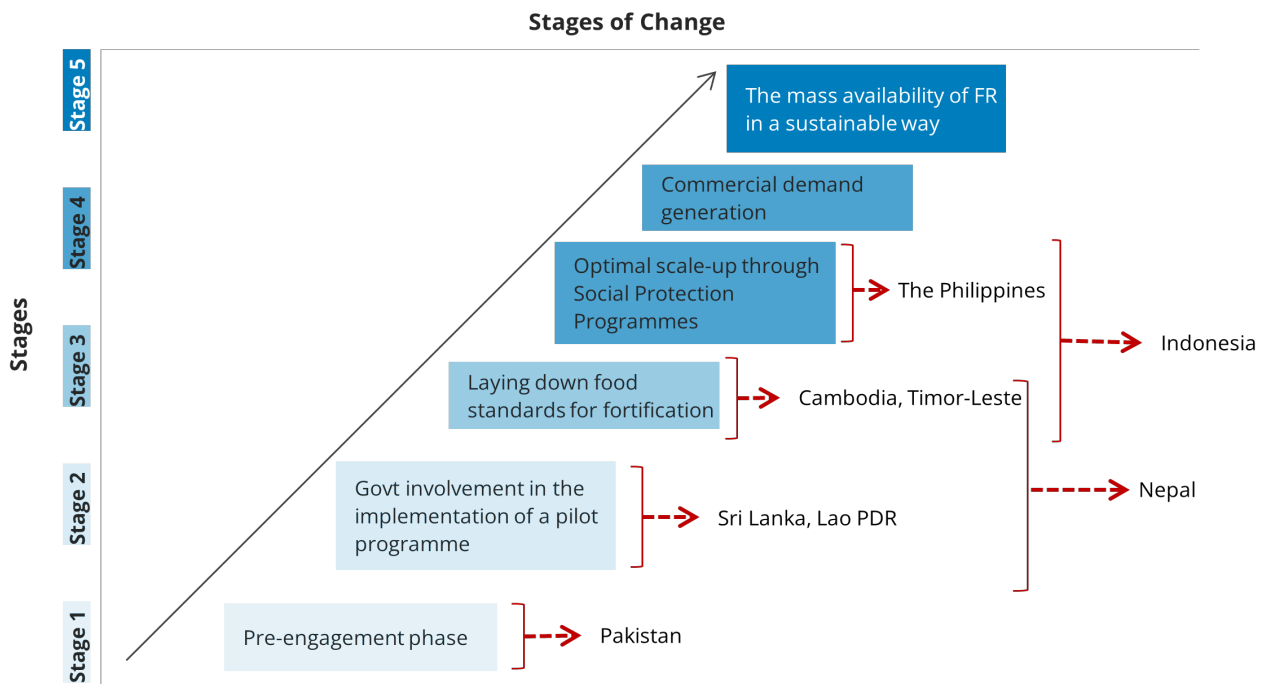 Stages of Change
Stages
Stage 5
The mass availability of FR
in a sustainable way
Stage 4
Commercial demand
generation
Optimal scale-up through
Social Protection
Programmes
The Philippines
Indonesia
Stage 3
Laying down food
standards for fortification
Cambodia, Timor-Leste
Stage 2
Govt involvement in the
implementation of a pilot
programme
Sri Lanka, Lao PDR
Nepal
Stage 1
Pre-engagement phase
Pakistan